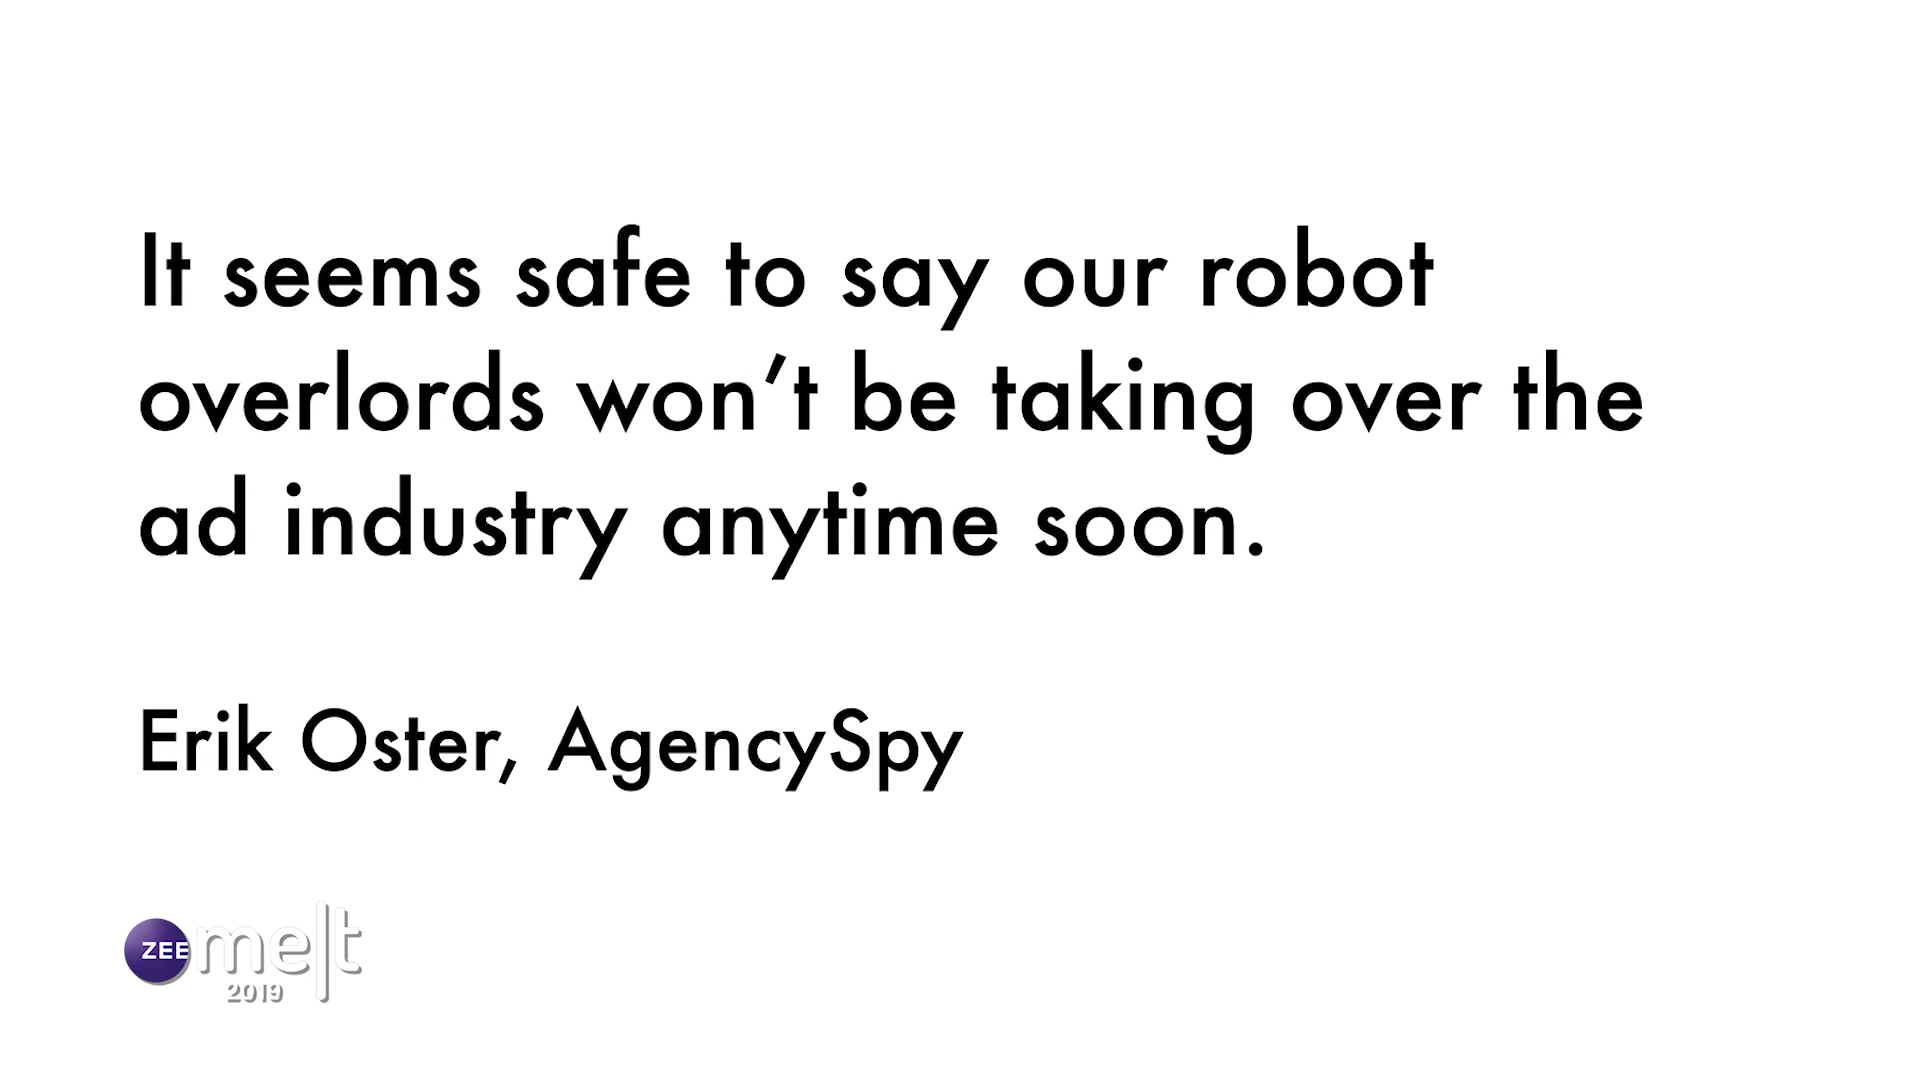 It seems safe to say our robot
overlords won’t be taking over the
ad industry anytime soon.
Erik Oster, AgencySpy
ZEE melt
2019